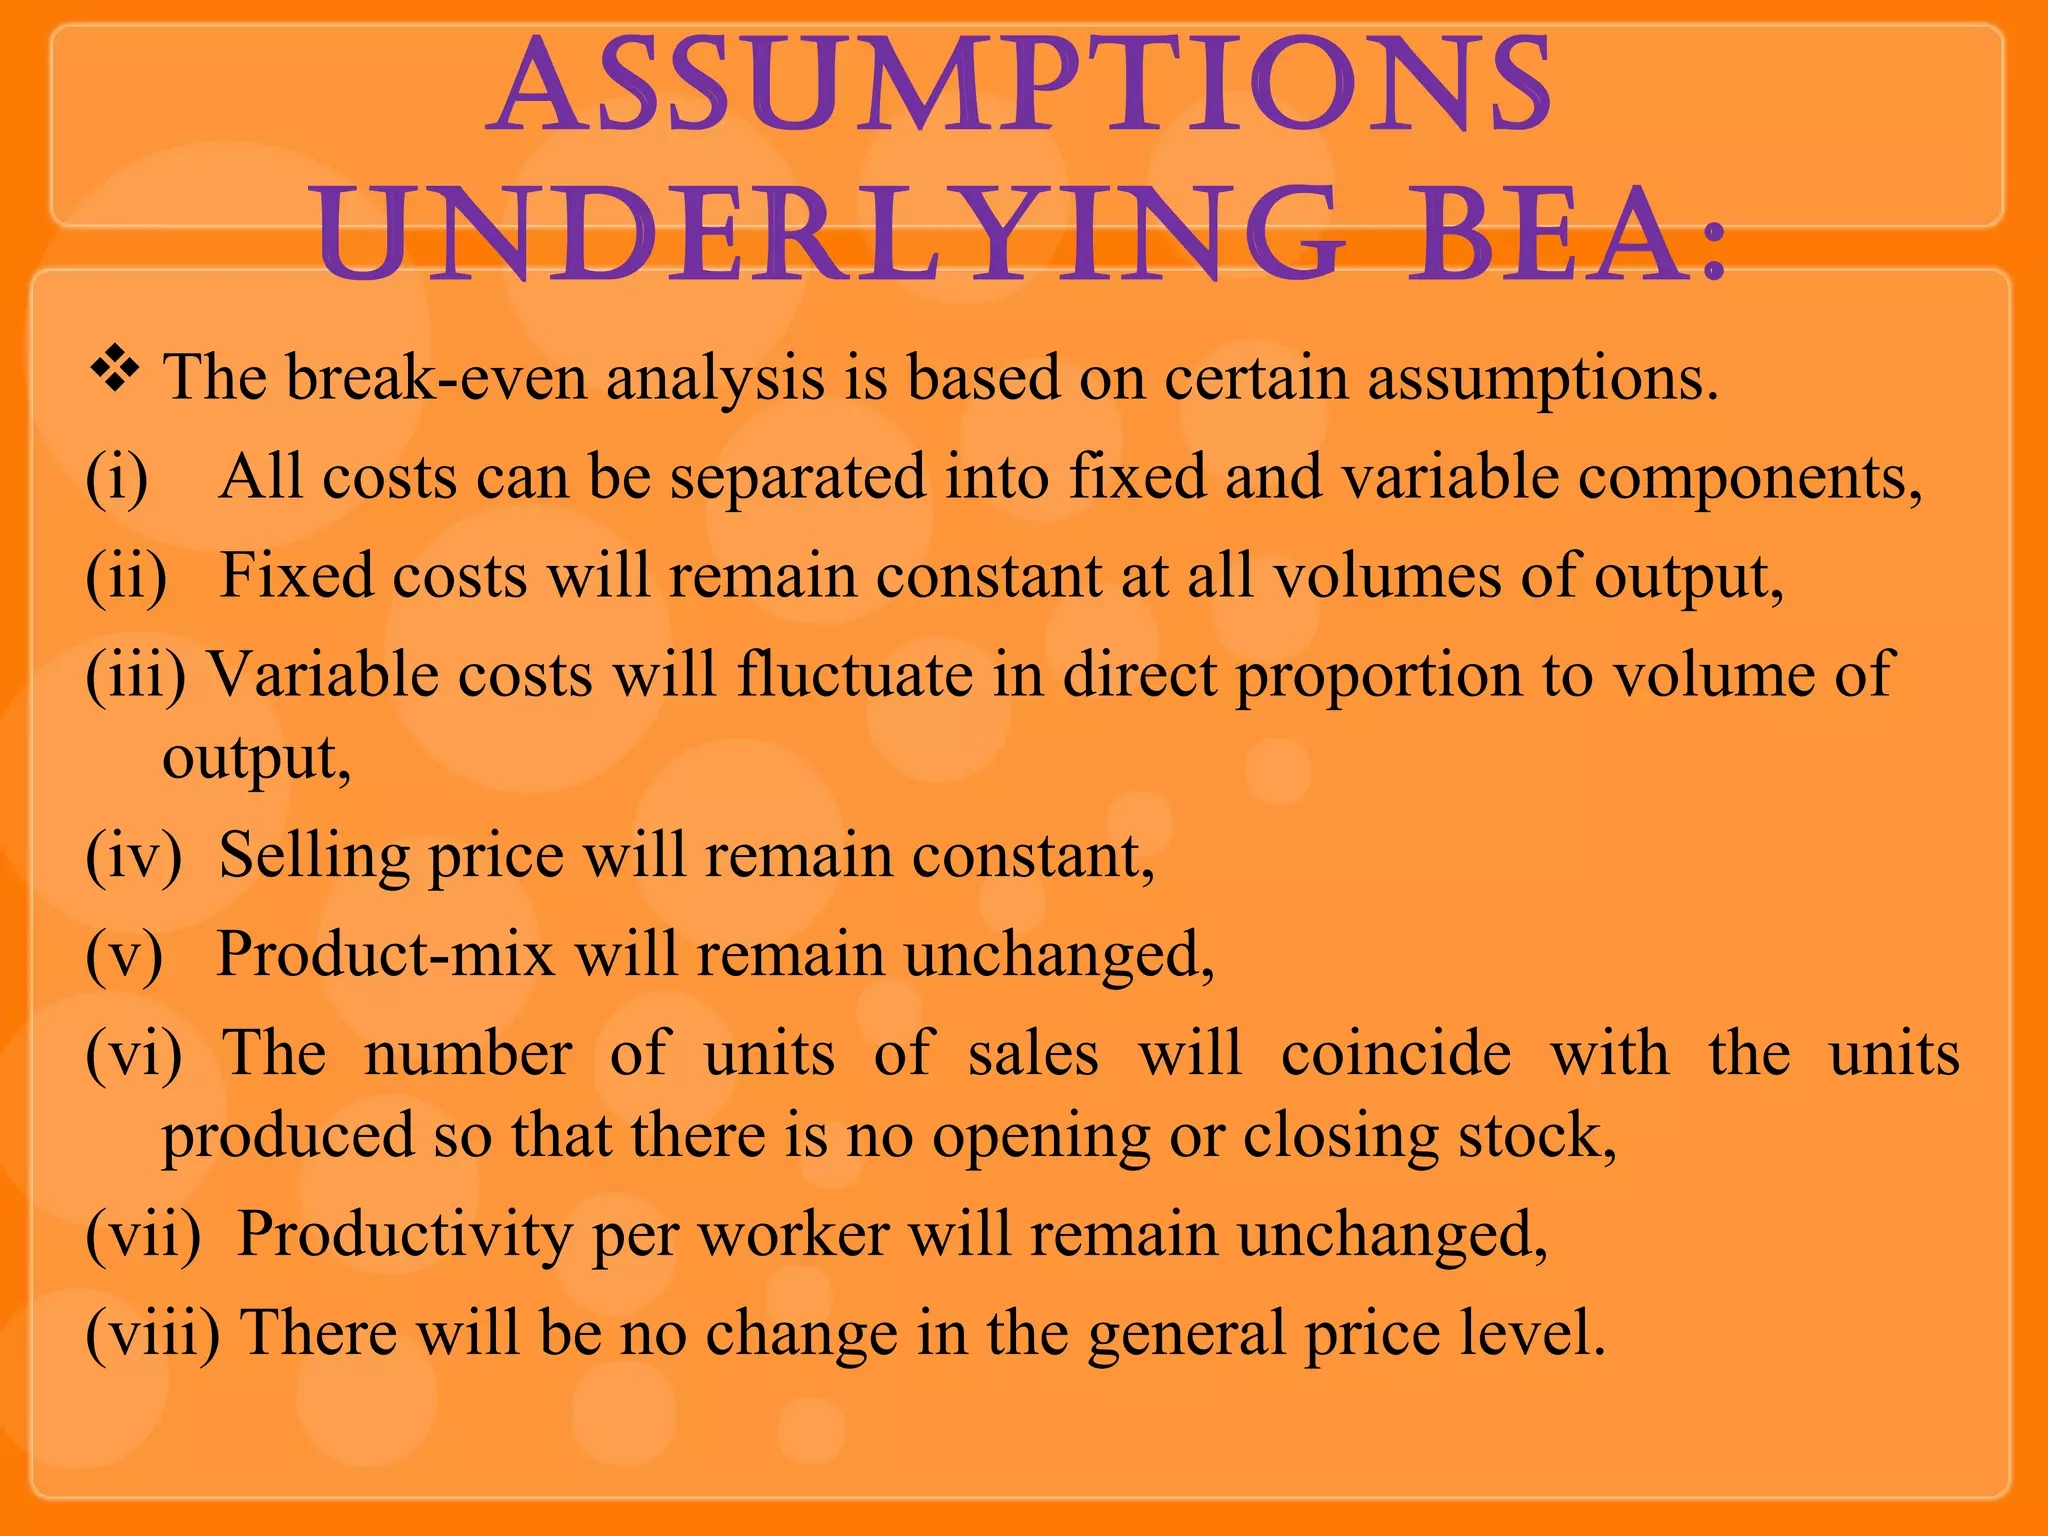 ASSUMPTIONS
UNDERLYING BEA:
❖ The break-even analysis is based on certain assumptions.
(i) All costs can be separated into fixed and variable components,
(ii) Fixed costs will remain constant at all volumes of output,
(iii) Variable costs will fluctuate in direct proportion to volume of
output,
(iv) Selling price will remain constant,
(v) Product-mix will remain unchanged,
(vi) The number of units of sales will coincide with the units
produced so that there is no opening or closing stock,
(vii) Productivity per worker will remain unchanged,
(viii) There will be no change in the general price level.